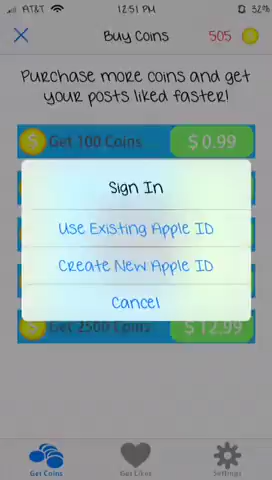 AT&T 12:51 PM 32%
Buy Coins 505
Purchase more coins and get
your posts liked faster!
Get 100 Coins $0.99
Sign In
Use Existing Apple ID
Create New Apple ID
Cancel
Get 2500 Coins $12.99
Get Coins Get Likes Settings